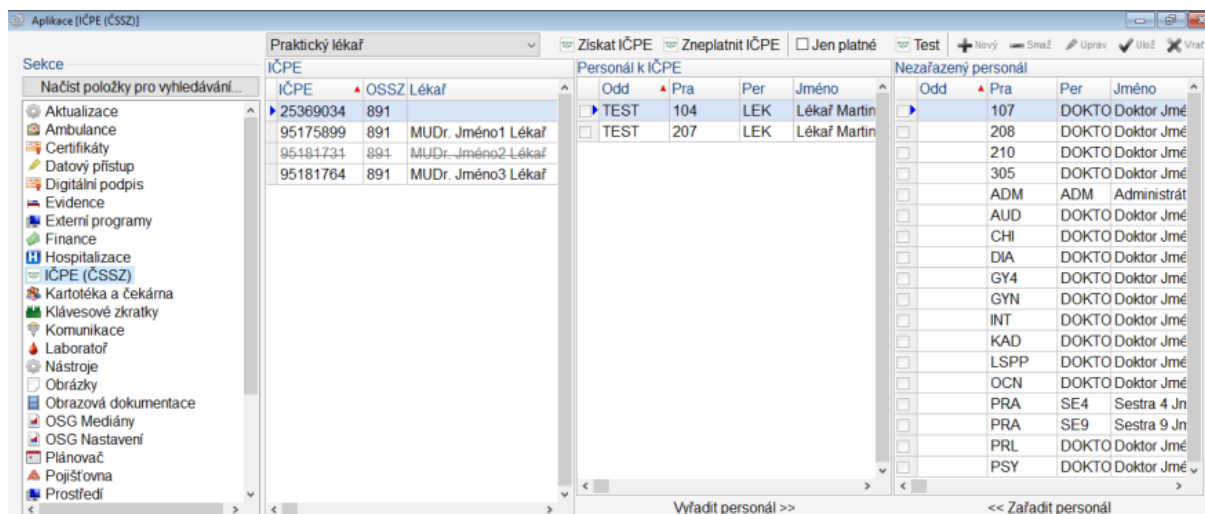 Aplikace [IČPE (ČSSZ)]
Praktický lékař
Získat IČPE Zneplatnit IČPE Jen platné Test Nový Smaž Uprav Ulož Vrať
Sekce
Načíst položky pro vyhledávání...
Aktualizace
Ambulance
Certifikáty
Datový přístup
Digitální podpis
Evidence
Externí programy
Finance
Hospitalizace
IČPE (ČSSZ)
Kartotéka a čekárna
Klávesové zkratky
Komunikace
Laboratoř
Nástroje
Obrázky
Obrazová dokumentace
OSG Mediány
OSG Nastavení
Plánovač
Pojišťovna
Prostředí
IČPE
IČPE OSSZ Lékař
25369034 891
95175899 891 MUDr. Jméno1 Lékař
95181731 891 MUDr. Jméno2 Lékař
95181764 891 MUDr. Jméno3 Lékař
Personál k IČPE
Odd Pra Per Jméno
TEST 104 LEK Lékař Martin
TEST 207 LEK Lékař Martin
Vyřadit personál >>
Nezařazený personál
Odd Pra Per Jméno
107 DOKTO Doktor Jmé
208 DOKTO Doktor Jmé
210 DOKTO Doktor Jmé
305 DOKTO Doktor Jmé
ADM ADM Administrát
AUD DOKTO Doktor Jmé
CHI DOKTO Doktor Jmé
DIA DOKTO Doktor Jmé
GY4 DOKTO Doktor Jmé
GYN DOKTO Doktor Jmé
INT DOKTO Doktor Jmé
KAD DOKTO Doktor Jmé
LSPP DOKTO Doktor Jmé
OCN DOKTO Doktor Jmé
PRA SE4 Sestra 4 Jm
PRA SE9 Sestra 9 Jm
PRL DOKTO Doktor Jmé
PSY DOKTO Doktor Jmé
<< Zařadit personál